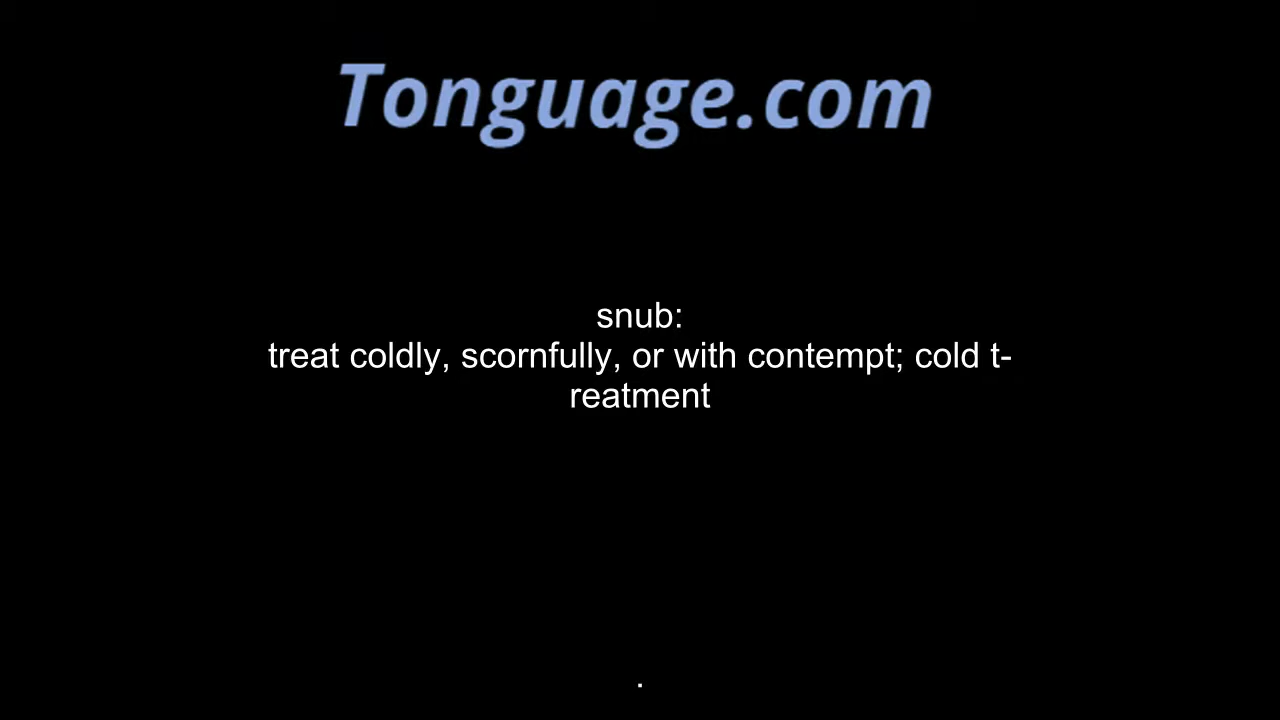 Tonguage.com
snub:
treat coldly, scornfully, or with contempt; cold t-
reatment
.